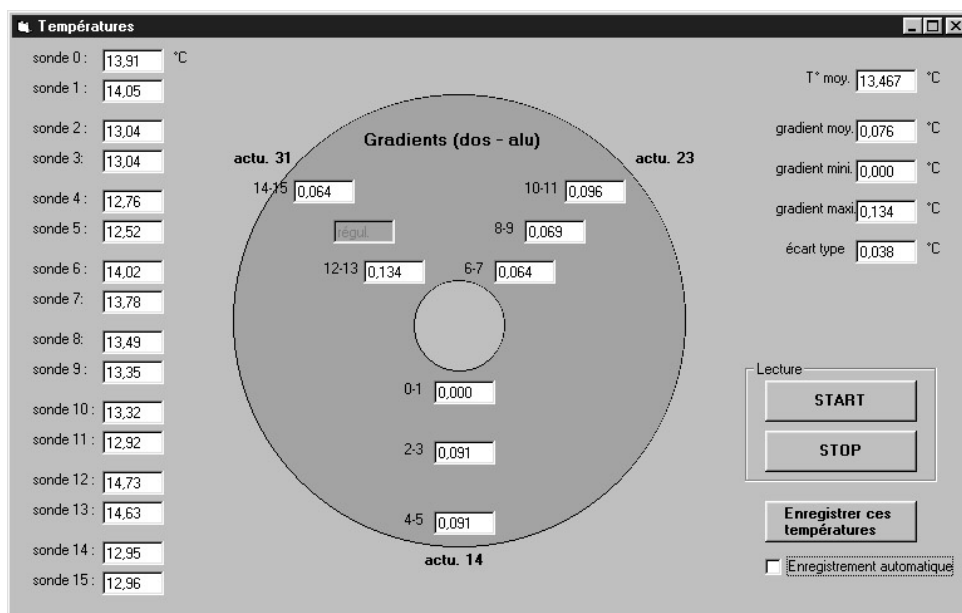 Températures
sonde 0 : 13,91 °C
sonde 1 : 14,05
sonde 2 : 13,04
sonde 3: 13,04
sonde 4 : 12,76
sonde 5 : 12,52
sonde 6 : 14,02
sonde 7: 13,78
sonde 8: 13,49
sonde 9 : 13,35
sonde 10 : 13,32
sonde 11 : 12,92
sonde 12 : 14,73
sonde 13 : 14,63
sonde 14 : 12,95
sonde 15 : 12,96
Gradients (dos - alu)
actu. 31
actu. 23
14-15 0,064
10-11 0,096
régul.
8-9 0,069
12-13 0,134
6-7 0,064
0-1 0,000
2-3 0,091
4-5 0,091
actu. 14
T° moy. 13,467 °C
gradient moy. 0,076 °C
gradient mini. 0,000 °C
gradient maxi. 0,134 °C
écart type 0,038 °C
Lecture
START
STOP
Enregistrer ces
températures
Enregistrement automatique